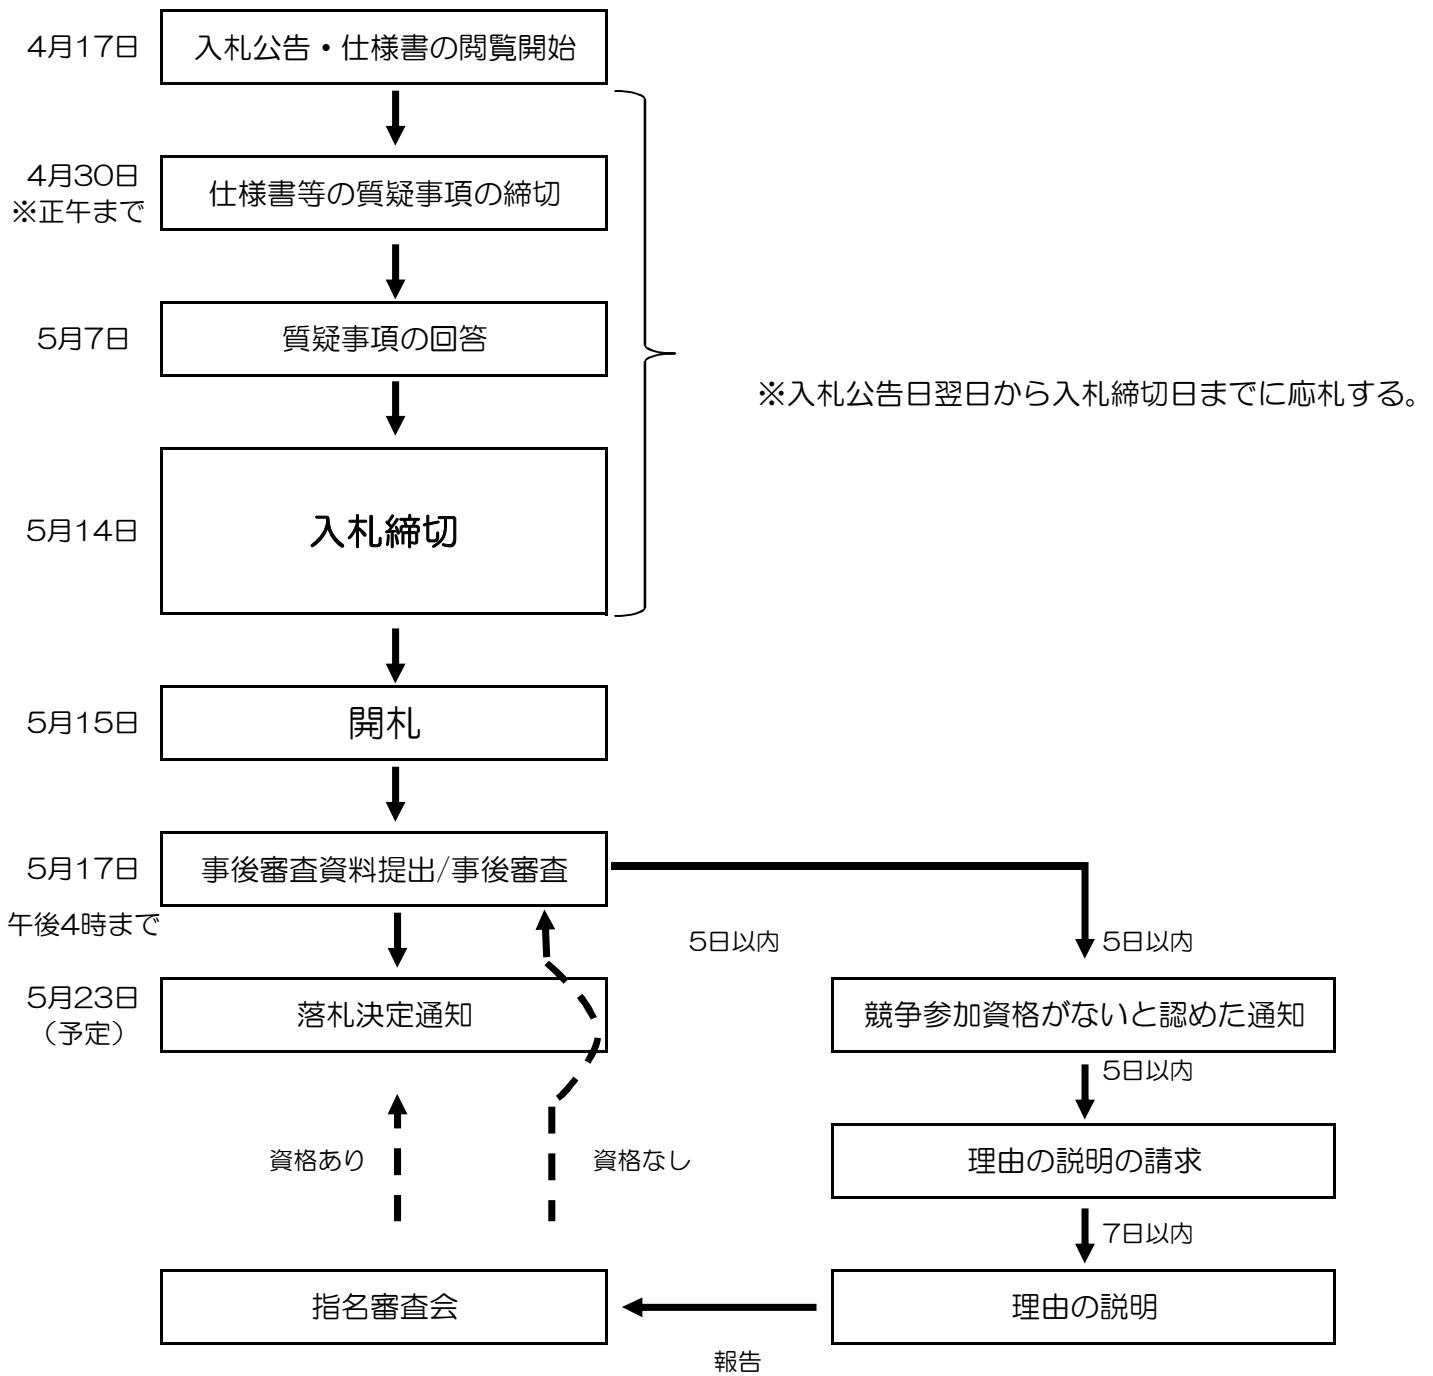 4月17日
入札公告・仕様書の閲覧開始
4月30日
※正午まで
仕様書等の質疑事項の締切
5月7日
質疑事項の回答
※入札公告日翌日から入札締切日までに応札する。
5月14日
入札締切
5月15日
開札
5月17日
午後4時まで
事後審査資料提出/事後審査
5日以内
5日以内
5月23日
（予定）
落札決定通知
競争参加資格がないと認めた通知
5日以内
資格あり
資格なし
理由の説明の請求
7日以内
指名審査会
理由の説明
報告